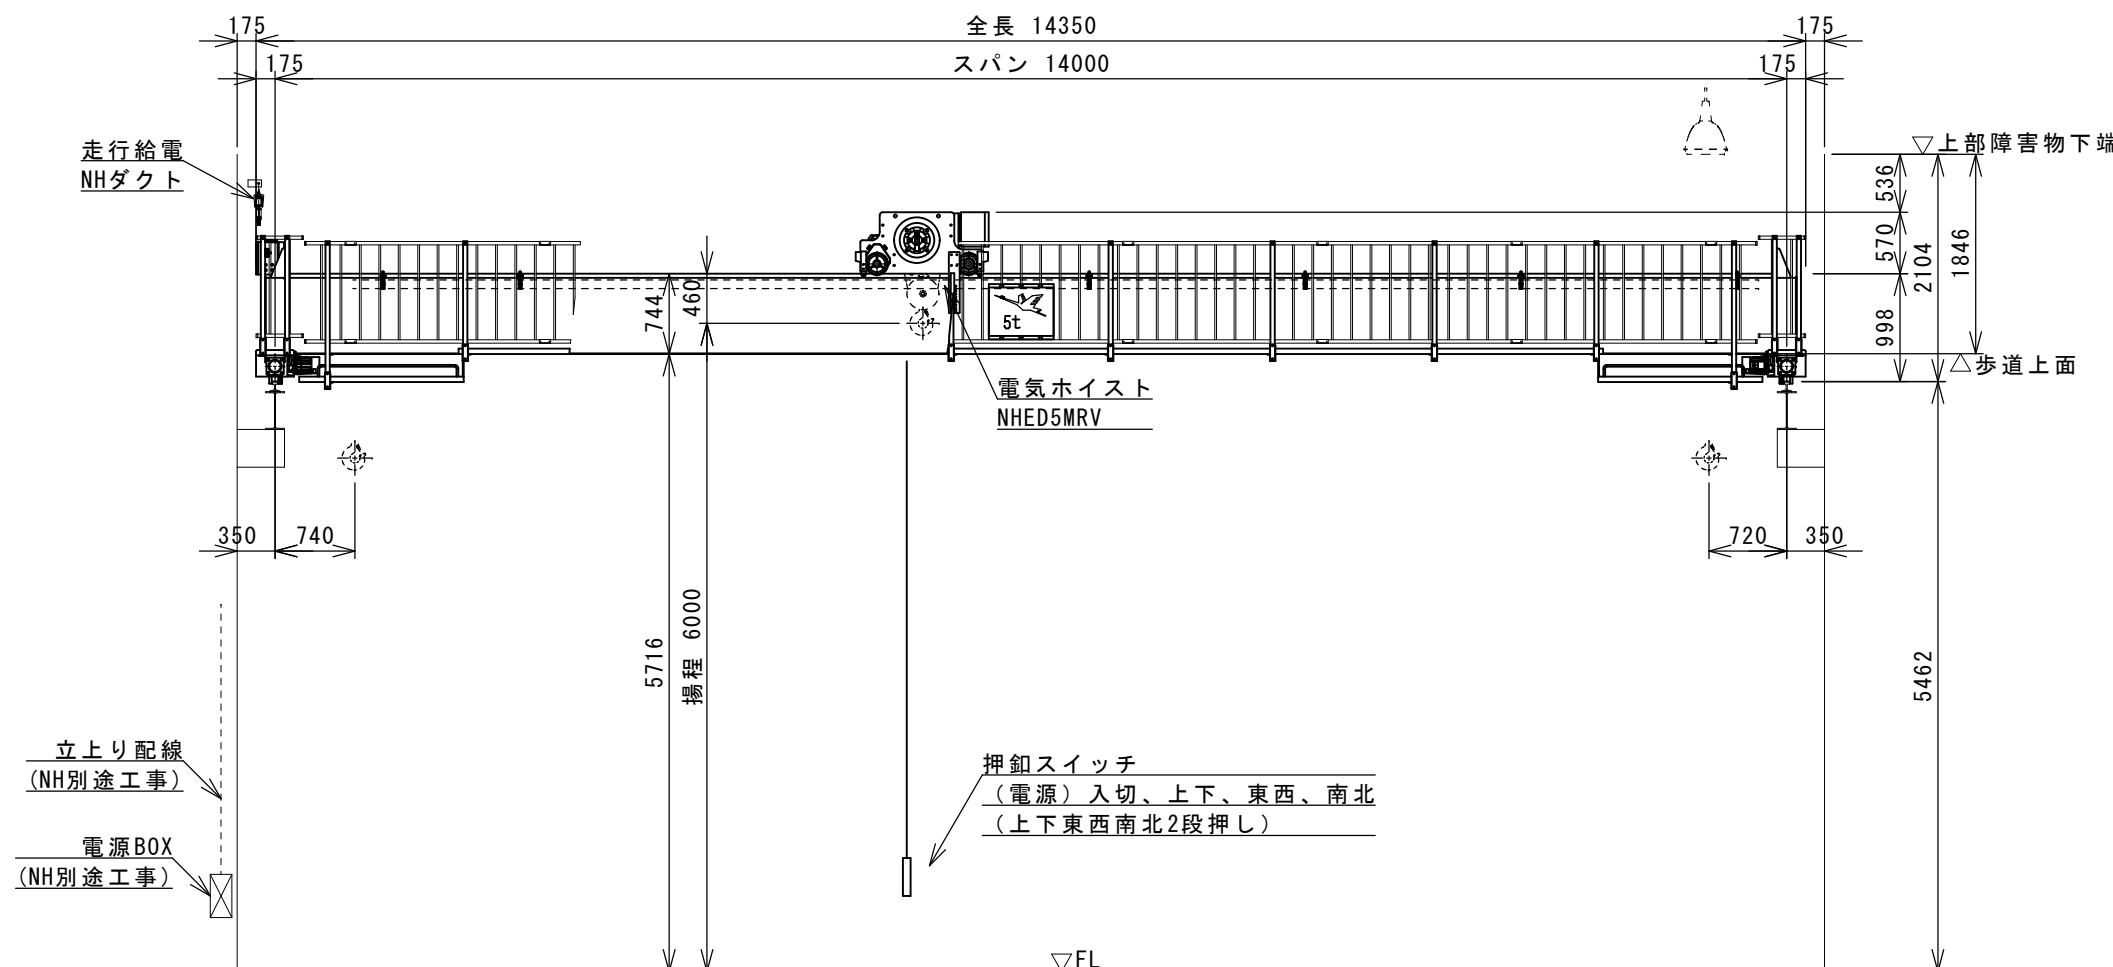 175
全長 14350
175
175
スパン 14000
175
走行給電
NHダクト
▽上部障害物下端
536
570
2104
1846
998
744
460
5t
△歩道上面
電気ホイスト
NHED5MRV
350
740
720
350
5716
揚程 6000
5462
立上り配線
(NH別途工事)
押釦スイッチ
(電源)入切、上下、東西、南北
(上下東西南北2段押し)
電源BOX
(NH別途工事)
▽FL